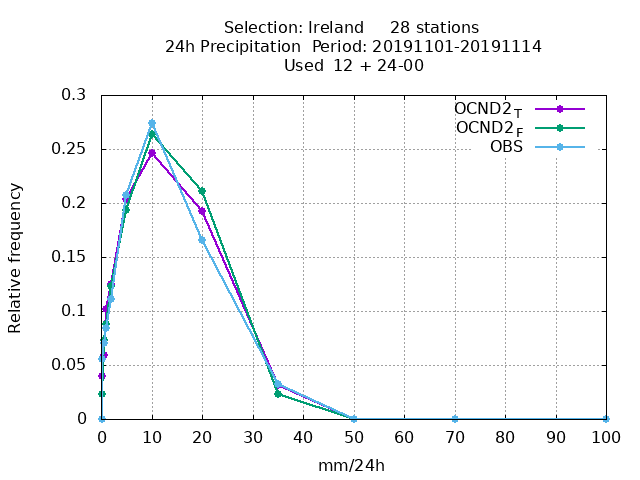 Selection: Ireland 28 stations
24h Precipitation Period: 20191101-20191114
Used 12 + 24-00
OCND2 T
OCND2 F
OBS
Relative frequency
0.3
0.25
0.2
0.15
0.1
0.05
0
0 10 20 30 40 50 60 70 80 90 100
mm/24h